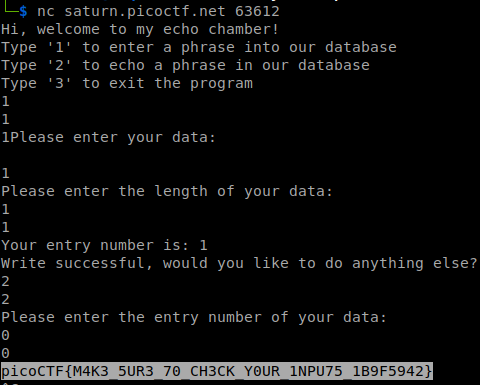 └─$ nc saturn.picoctf.net 63612
Hi, welcome to my echo chamber!
Type '1' to enter a phrase into our database
Type '2' to echo a phrase in our database
Type '3' to exit the program
1
1
1Please enter your data:
1
Please enter the length of your data:
1
1
Your entry number is: 1
Write successful, would you like to do anything else?
2
2
Please enter the entry number of your data:
0
0
picoCTF{M4K3_5UR3_70_CH3CK_Y0UR_1NPU75_1B9F5942}